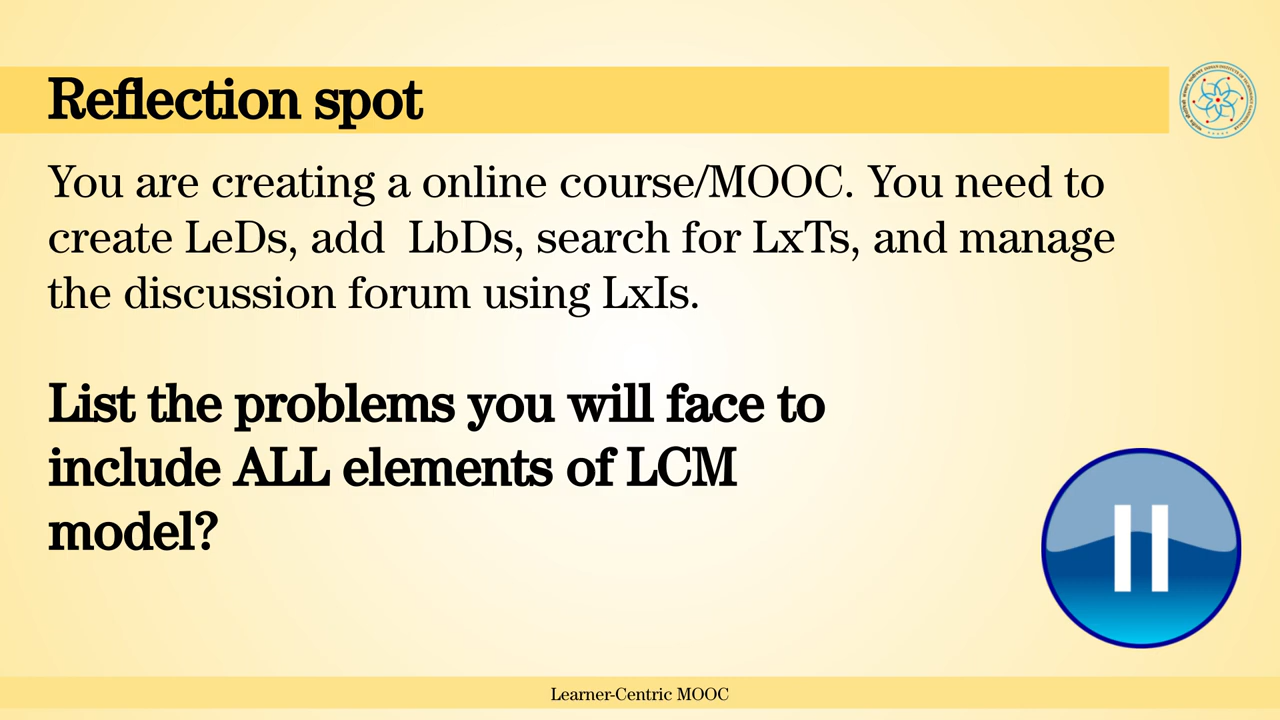 Reflection spot
You are creating a online course/MOOC. You need to
create LeDs, add  LbDs, search for LxTs, and manage
the discussion forum using LxIs.
List the problems you will face to
include ALL elements of LCM
model?
Learner-Centric MOOC